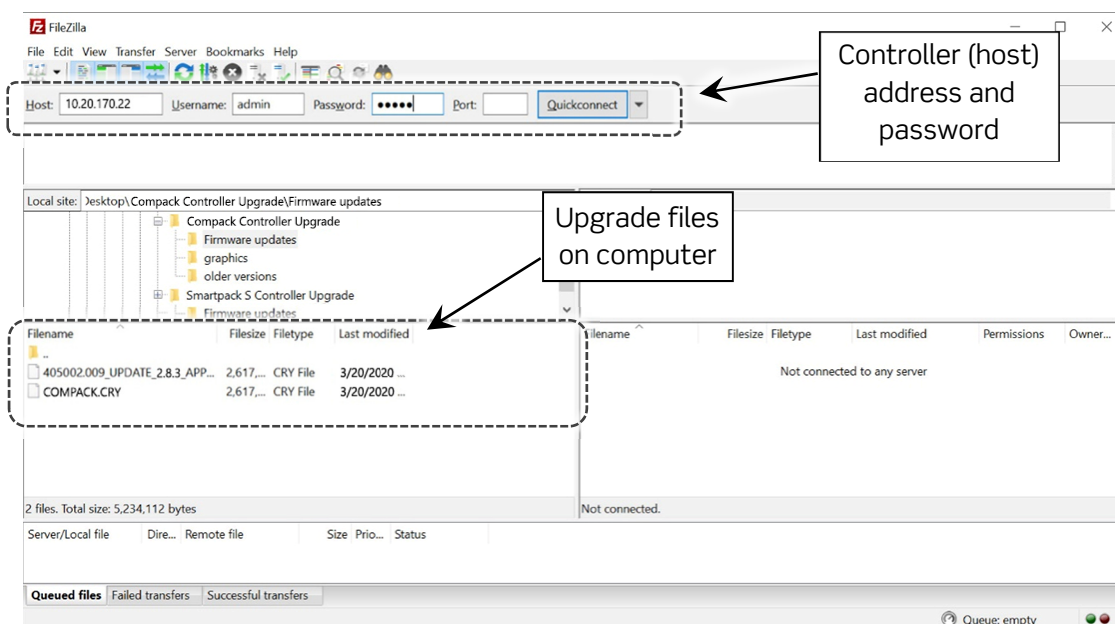 FileZilla
File Edit View Transfer Server Bookmarks Help
Controller (host)
address and
password
Host: 10.20.170.22 Username: admin Password: ●●●●● Port: Quickconnect
Local site: Desktop\Compack Controller Upgrade\Firmware updates
Compack Controller Upgrade
Firmware updates
graphics
older versions
Smartpack S Controller Upgrade
Firmware updates
Upgrade files
on computer
Filename Filesize Filetype Last modified
..
405002.009_UPDATE_2.8.3_APP... 2,617,... CRY File 3/20/2020 ...
COMPACK.CRY 2,617,... CRY File 3/20/2020 ...
Filename Filesize Filetype Last modified Permissions Owner...
Not connected to any server
2 files. Total size: 5,234,112 bytes
Not connected.
Server/Local file Dire... Remote file Size Prio... Status
Queued files Failed transfers Successful transfers
Queue: empty